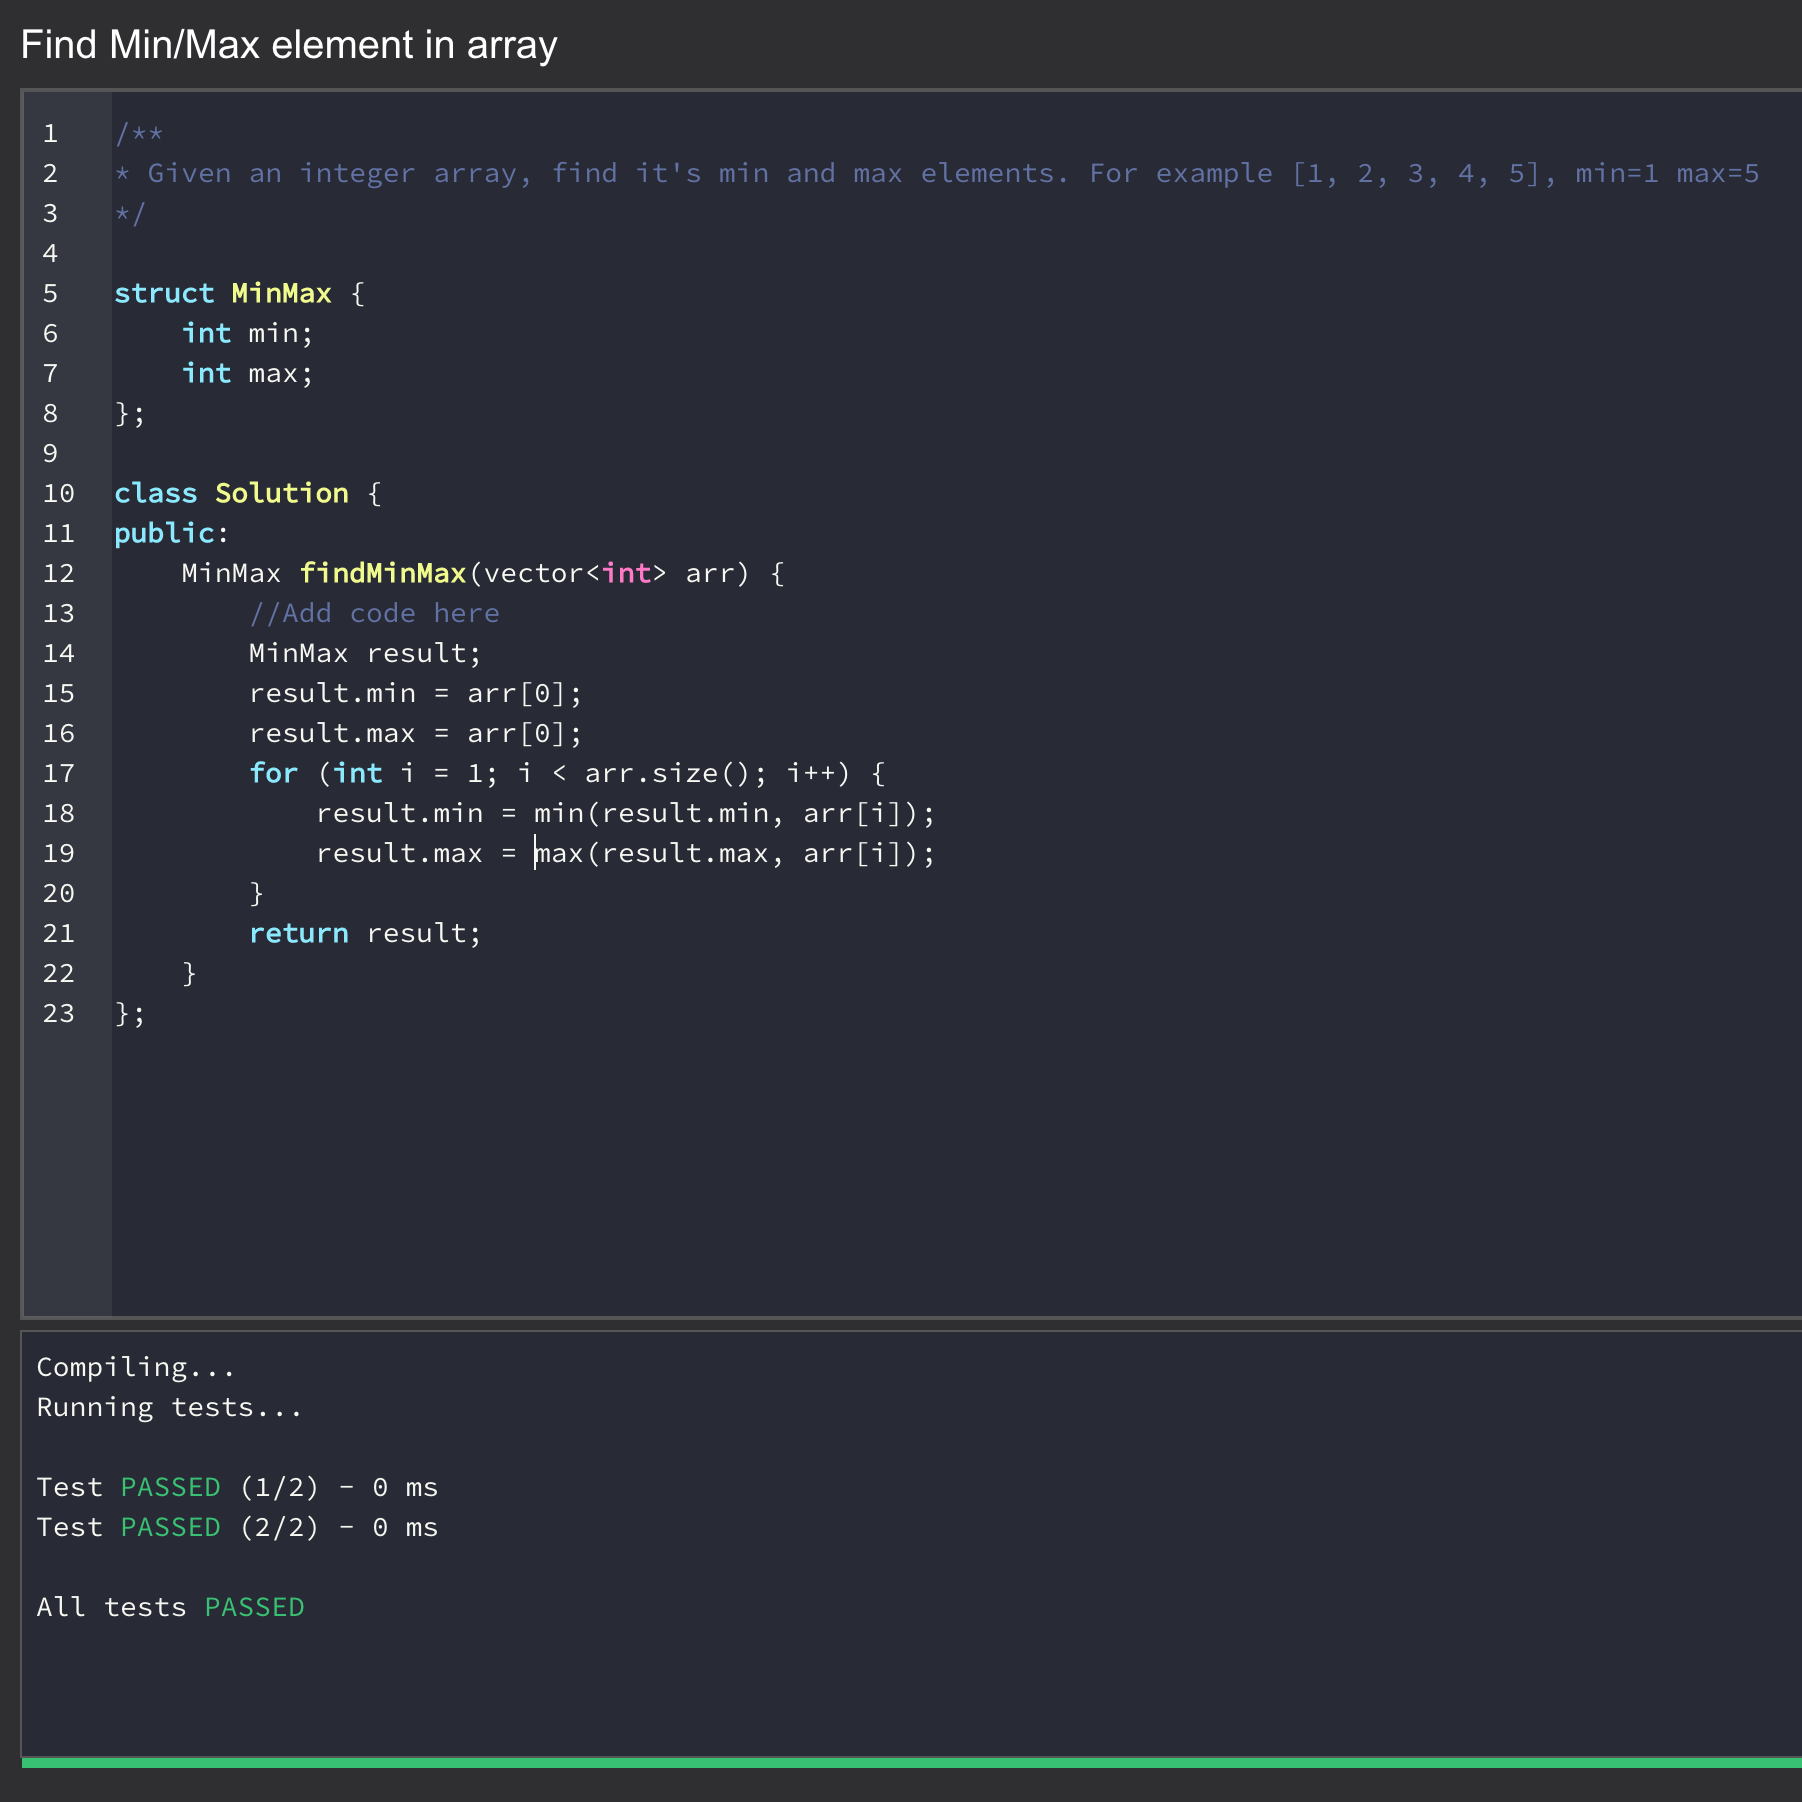 Find Min/Max element in array
1 /**
2 * Given an integer array, find it's min and max elements. For example [1, 2, 3, 4, 5], min=1 max=5
3 */
4
5 struct MinMax {
6     int min;
7     int max;
8 };
9
10 class Solution {
11 public:
12     MinMax findMinMax(vector<int> arr) {
13         //Add code here
14         MinMax result;
15         result.min = arr[0];
16         result.max = arr[0];
17         for (int i = 1; i < arr.size(); i++) {
18             result.min = min(result.min, arr[i]);
19             result.max = max(result.max, arr[i]);
20         }
21         return result;
22     }
23 };
Compiling...
Running tests...
Test PASSED (1/2) - 0 ms
Test PASSED (2/2) - 0 ms
All tests PASSED